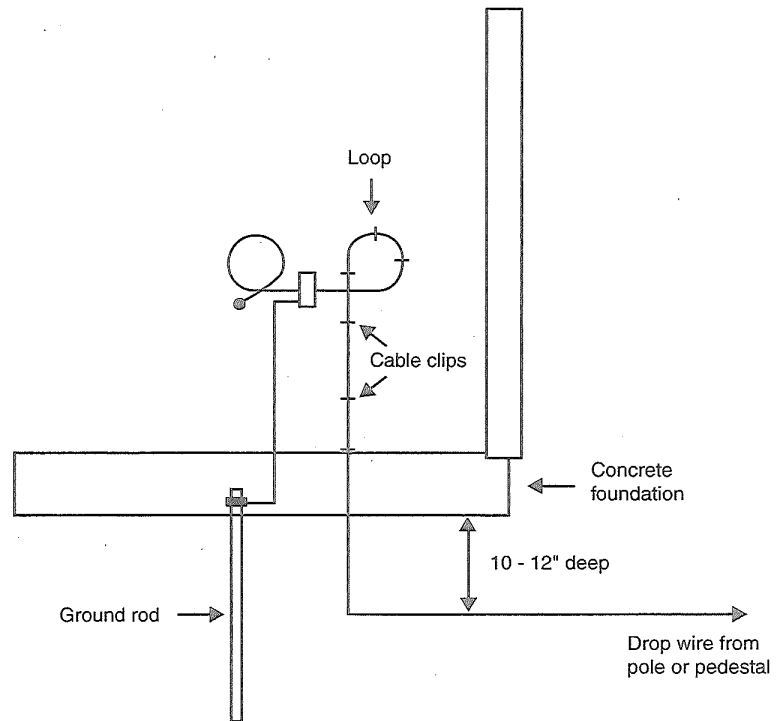 Loop
Cable clips
Concrete
foundation
10 - 12" deep
Ground rod
Drop wire from
pole or pedestal